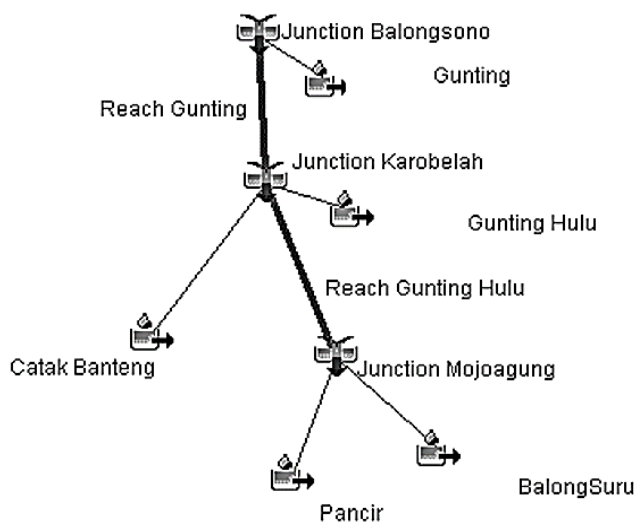 Junction Balongsono
Gunting
Reach Gunting
Junction Karobelah
Gunting Hulu
Reach Gunting Hulu
Catak Banteng
Junction Mojoagung
BalongSuru
Pancir